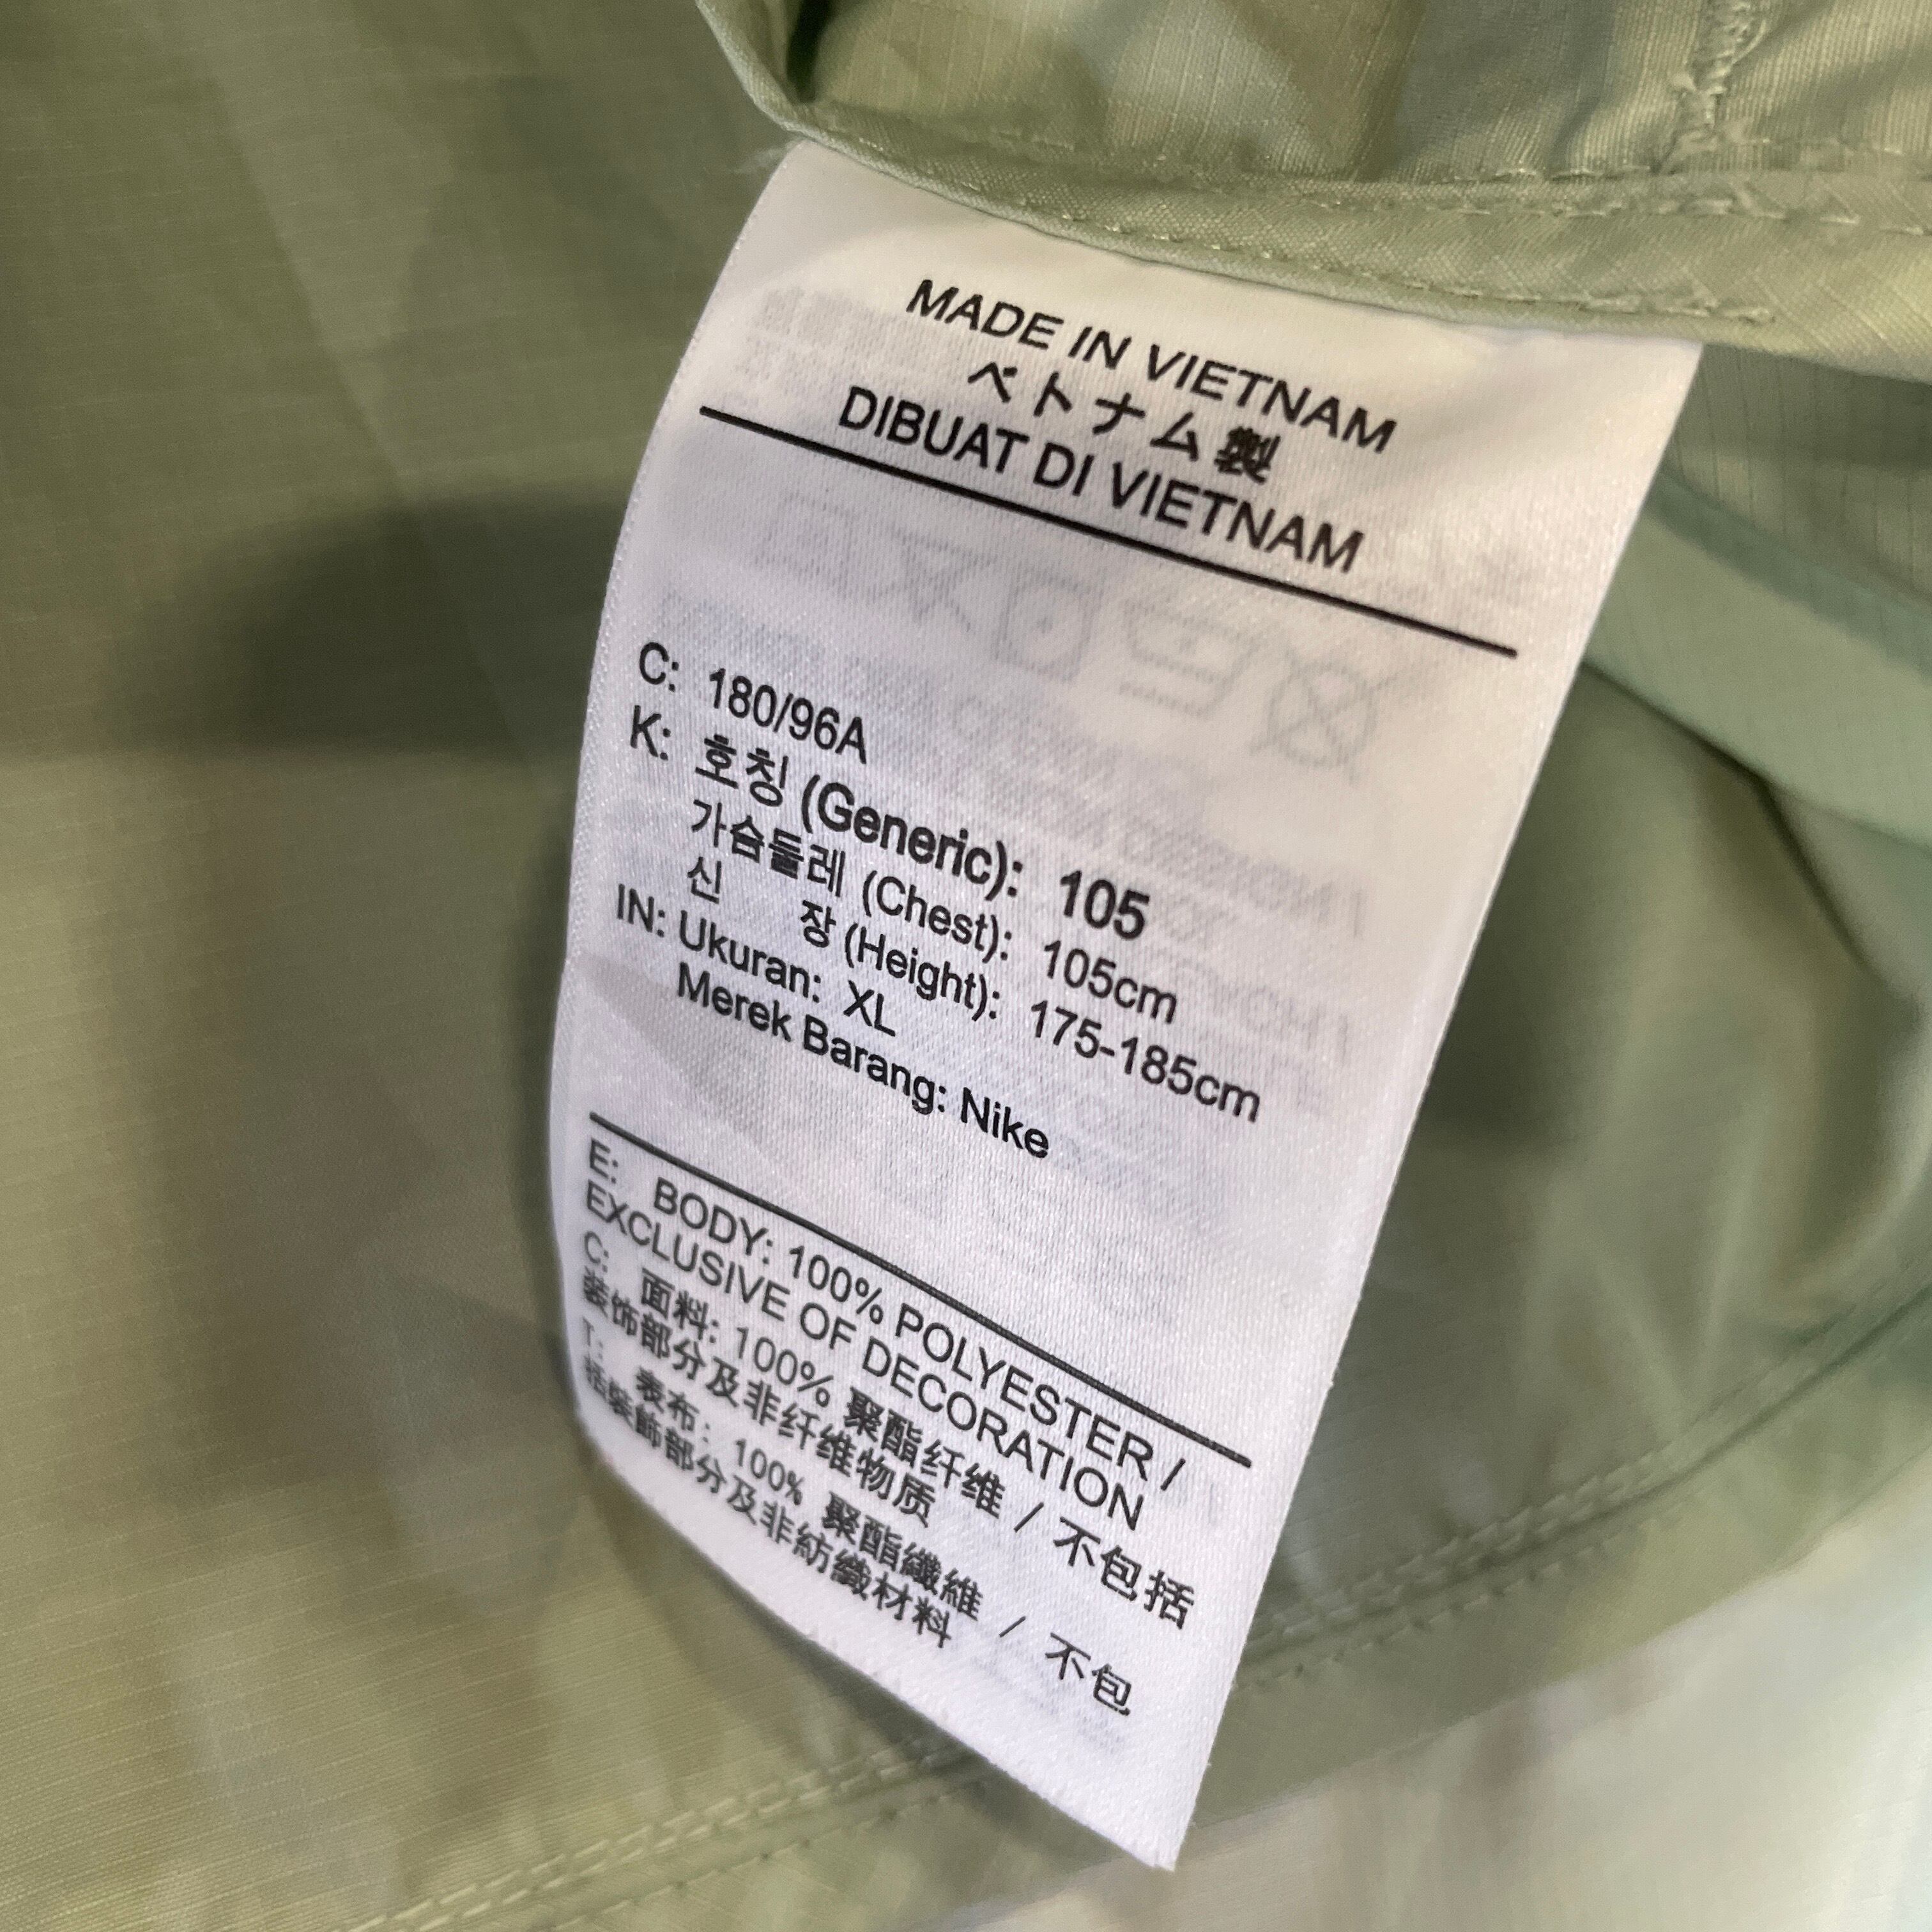 MADE IN VIETNAM
ベトナム製
DIBUAT DI VIETNAM
C: 180/96A
K: 호칭 (Generic): 105
가슴둘레 (Chest): 105cm
신 장 (Height): 175-185cm
IN: Ukuran: XL
Merek Barang: Nike
E: BODY: 100% POLYESTER /
EXCLUSIVE OF DECORATION
C: 面料: 100% 聚酯纤维 / 不包括
装饰部分及非纤维物质
T: 表布: 100% 聚酯纖維 / 不包
括裝飾部分及非紡織材料